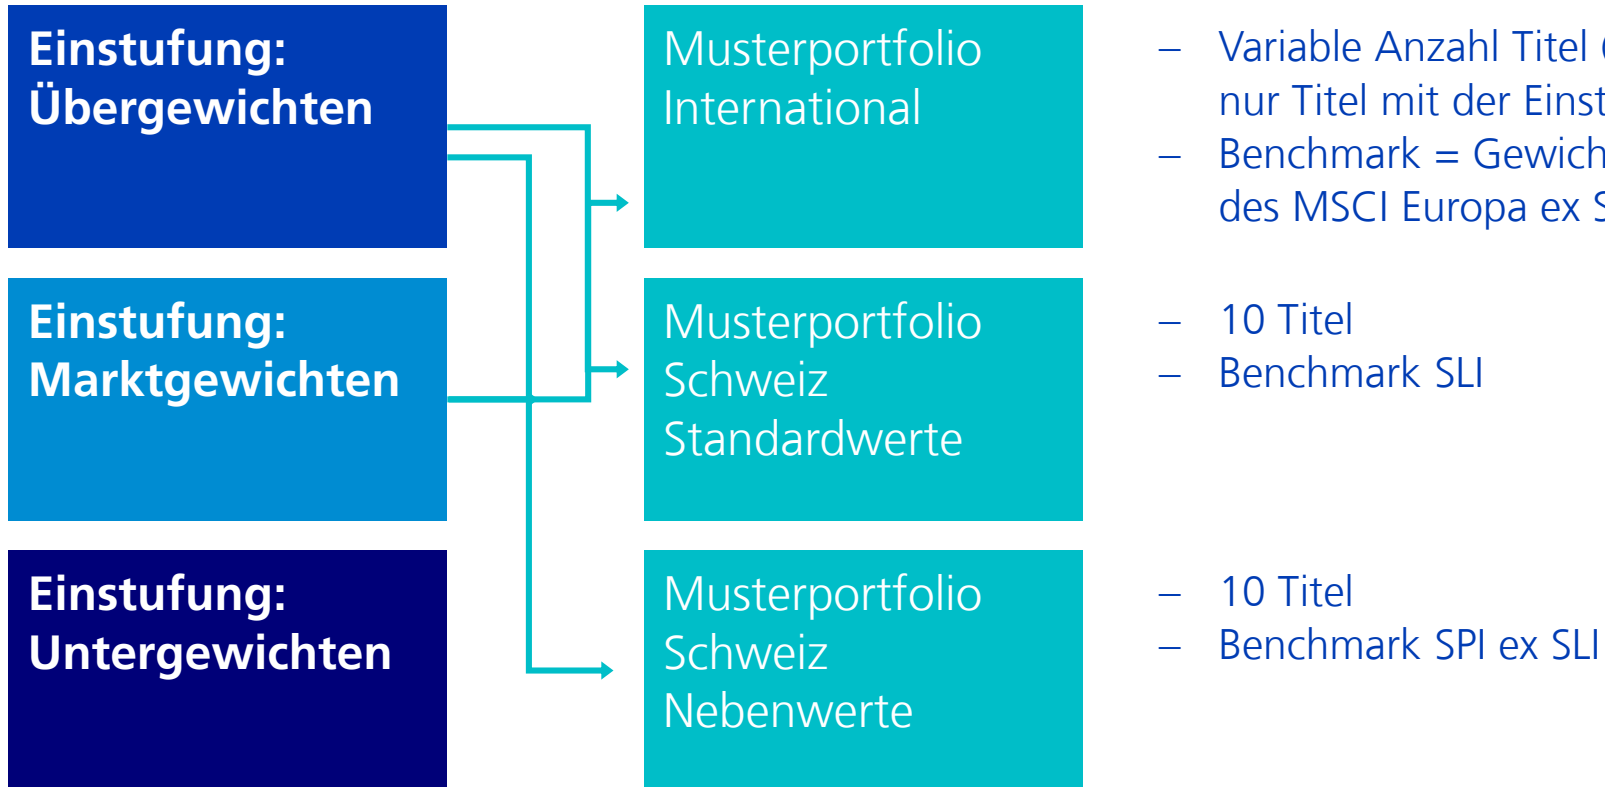 Einstufung:
Übergewichten
Musterportfolio
International
– Variable Anzahl Titel
nur Titel mit der
– Benchmark =
des MSCI Europa ex
Einstufung:
Marktgewichten
Musterportfolio
Schweiz
Standardwerte
– 10 Titel
– Benchmark SLI
Einstufung:
Untergewichten
Musterportfolio
Schweiz
Nebenwerte
– 10 Titel
– Benchmark SPI ex SLI